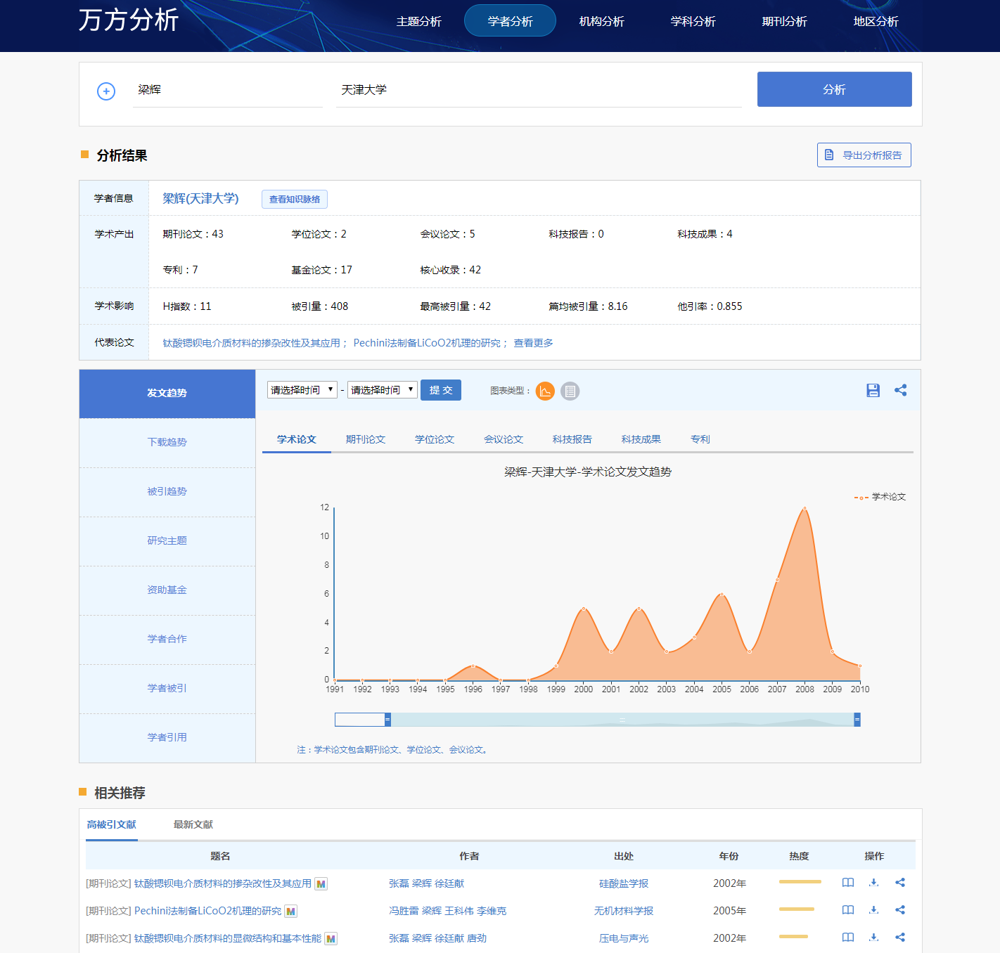 万方分析
主题分析 学者分析 机构分析 学科分析 期刊分析 地区分析
梁辉 天津大学 分析
分析结果 导出分析报告
学者信息 梁辉(天津大学) 查看知识脉络
学术产出 期刊论文：43 学位论文：2 会议论文：5 科技报告：0 科技成果：4
专利：7 基金论文：17 核心收录：42
学术影响 H指数：11 被引量：408 最高被引量：42 篇均被引量：8.16 他引率：0.855
代表论文 钛酸锶钡电介质材料的掺杂改性及其应用； Pechini法制备LiCoO2机理的研究； 查看更多
发文趋势 请选择时间 - 请选择时间 提 交 图表类型：
下载趋势
被引趋势
研究主题
资助基金
学者合作
学者被引
学者引用
学术论文 期刊论文 学位论文 会议论文 科技报告 科技成果 专利
梁辉-天津大学-学术论文发文趋势
学术论文
12
10
8
6
4
2
0
1991 1992 1993 1994 1995 1996 1997 1998 1999 2000 2001 2002 2003 2004 2005 2006 2007 2008 2009 2010
注：学术论文包含期刊论文、学位论文、会议论文。
相关推荐
高被引文献 最新文献
题名 作者 出处 年份 热度 操作
[期刊论文] 钛酸锶钡电介质材料的掺杂改性及其应用 M 张磊 梁辉 徐廷献 硅酸盐学报 2002年
[期刊论文] Pechini法制备LiCoO2机理的研究 M 冯胜雷 梁辉 王科伟 李维克 无机材料学报 2005年
[期刊论文] 钛酸锶钡电介质材料的显微结构和基本性能 M 张磊 梁辉 徐廷献 唐劲 压电与声光 2002年